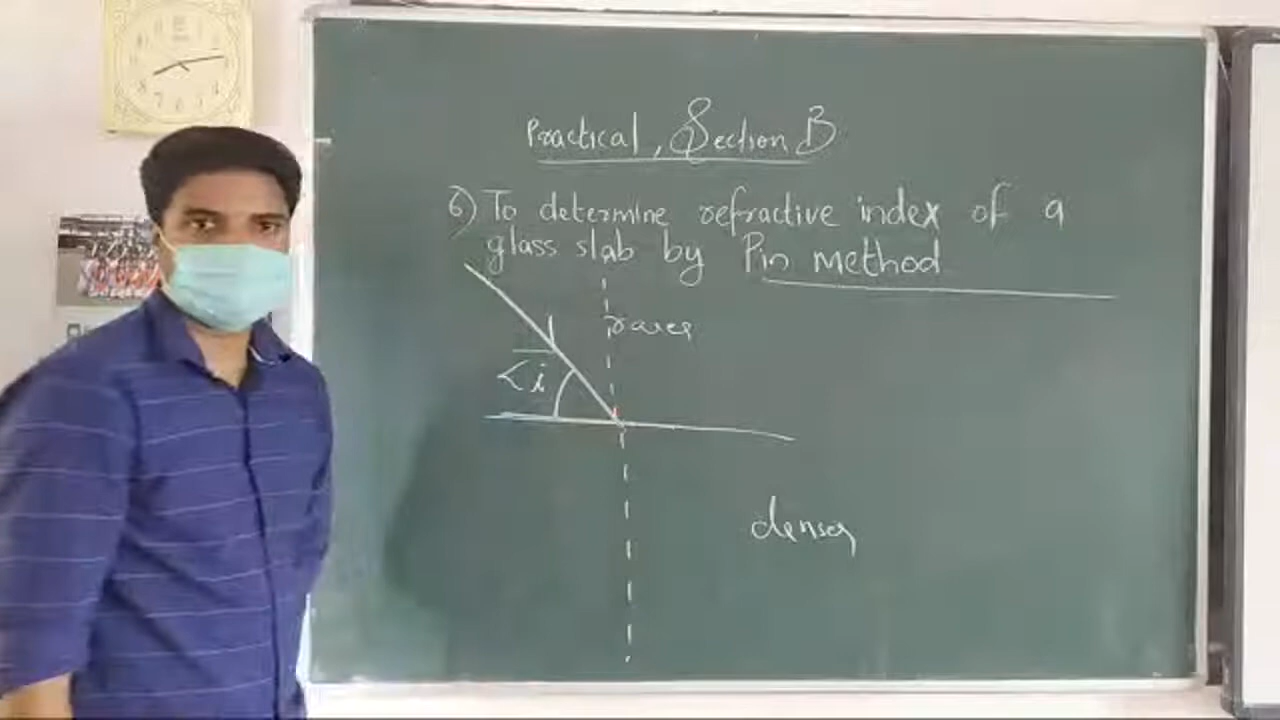 Practical, Section B
6) To determine refractive index of a
glass slab by Pin method
rarer
<i
denser